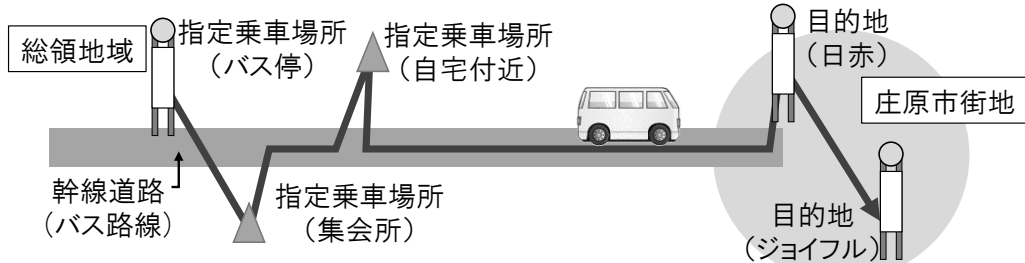 総領地域
指定乗車場所
（バス停）
指定乗車場所
（自宅付近）
目的地
（日赤）
庄原市街地
幹線道路
（バス路線）
指定乗車場所
（集会所）
目的地
（ジョイフル）